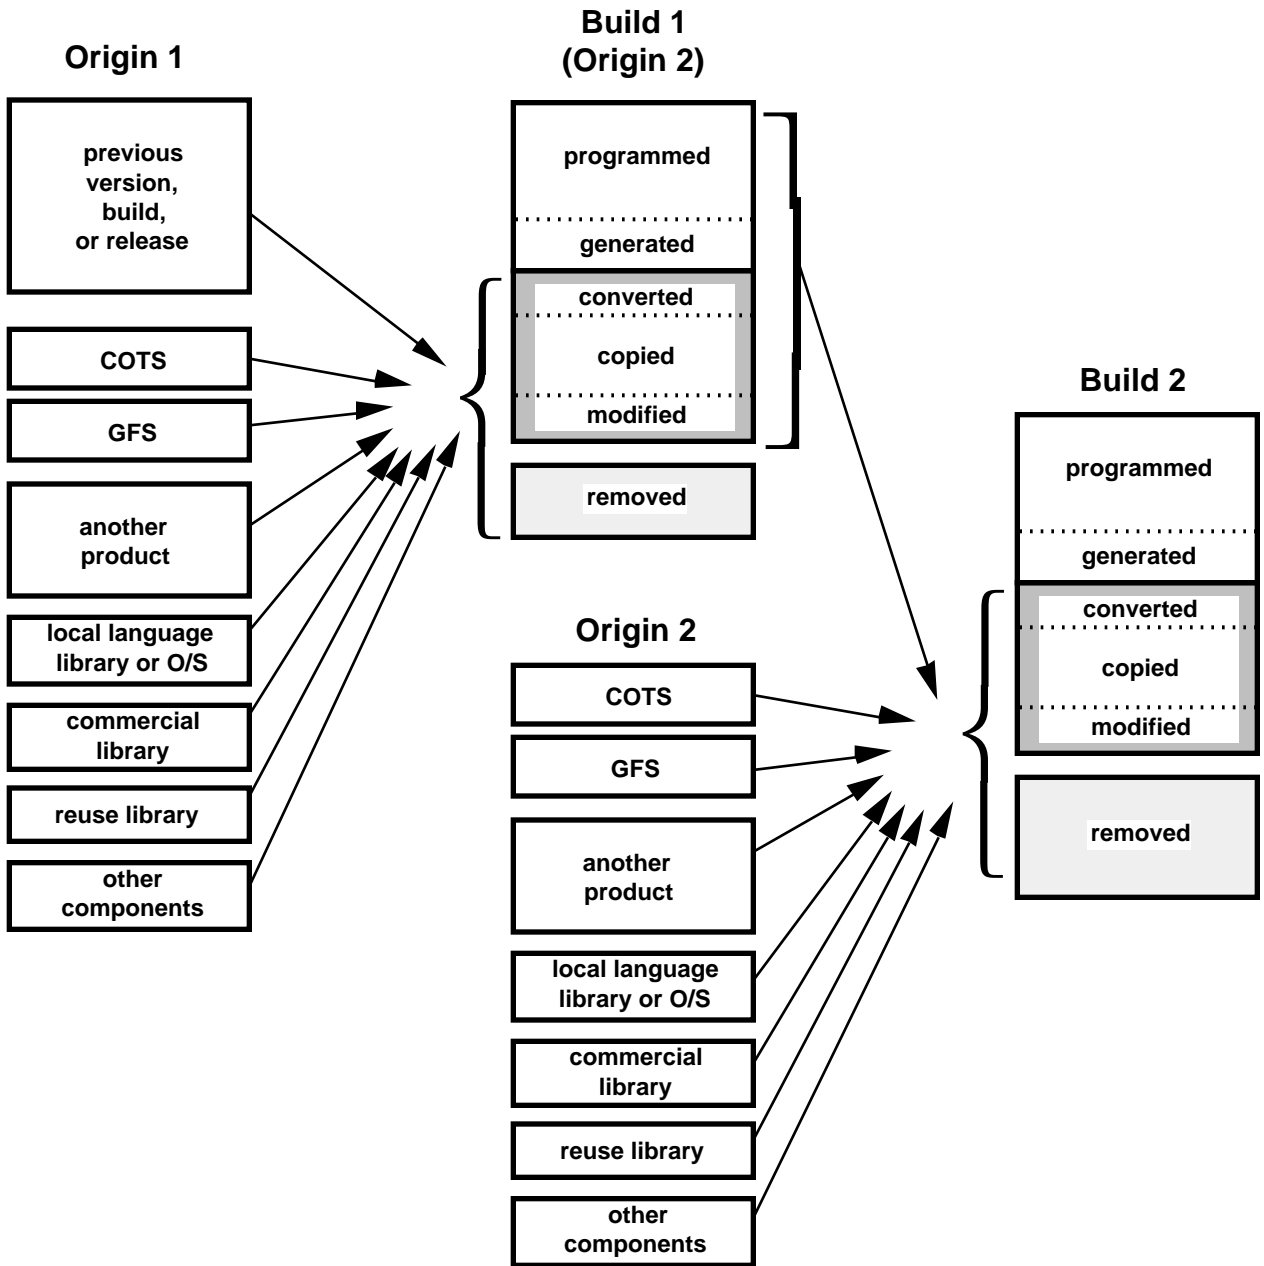 Origin 1
previous
version,
build,
or release
COTS
GFS
another
product
local language
library or O/S
commercial
library
reuse library
other
components
Build 1
(Origin 2)
programmed
generated
converted
copied
modified
removed
Origin 2
COTS
GFS
another
product
local language
library or O/S
commercial
library
reuse library
other
components
Build 2
programmed
generated
converted
copied
modified
removed